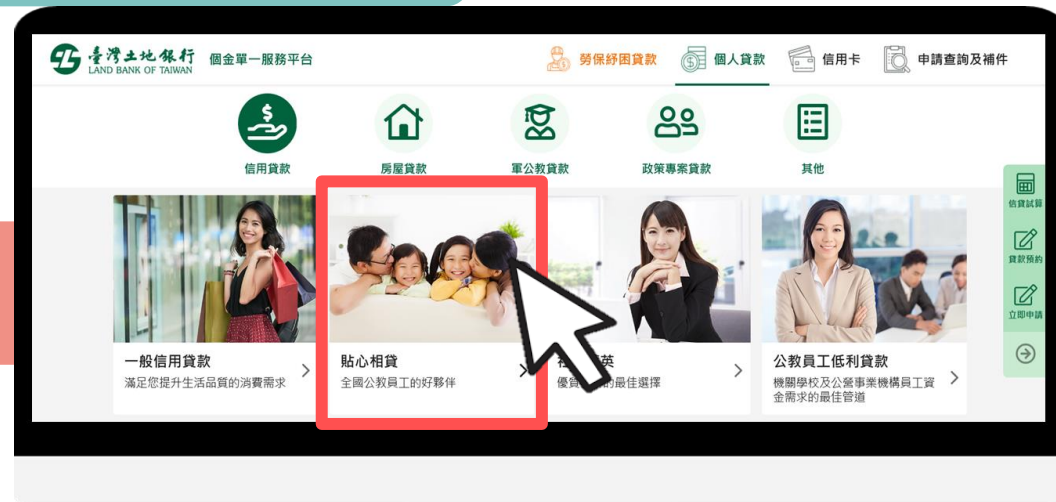 臺灣土地銀行
LAND BANK OF TAIWAN
個金單一服務平台
勞保紓困貸款
個人貸款
信用卡
申請查詢及補件
信用貸款
房屋貸款
軍公教貸款
政策專案貸款
其他
信貸試算
貸款預約
立即申請
一般信用貸款
滿足您提升生活品質的消費需求
貼心相貸
全國公教員工的好夥伴
英
優質
的最佳選擇
公教員工低利貸款
機關學校及公營事業機構員工資
金需求的最佳管道